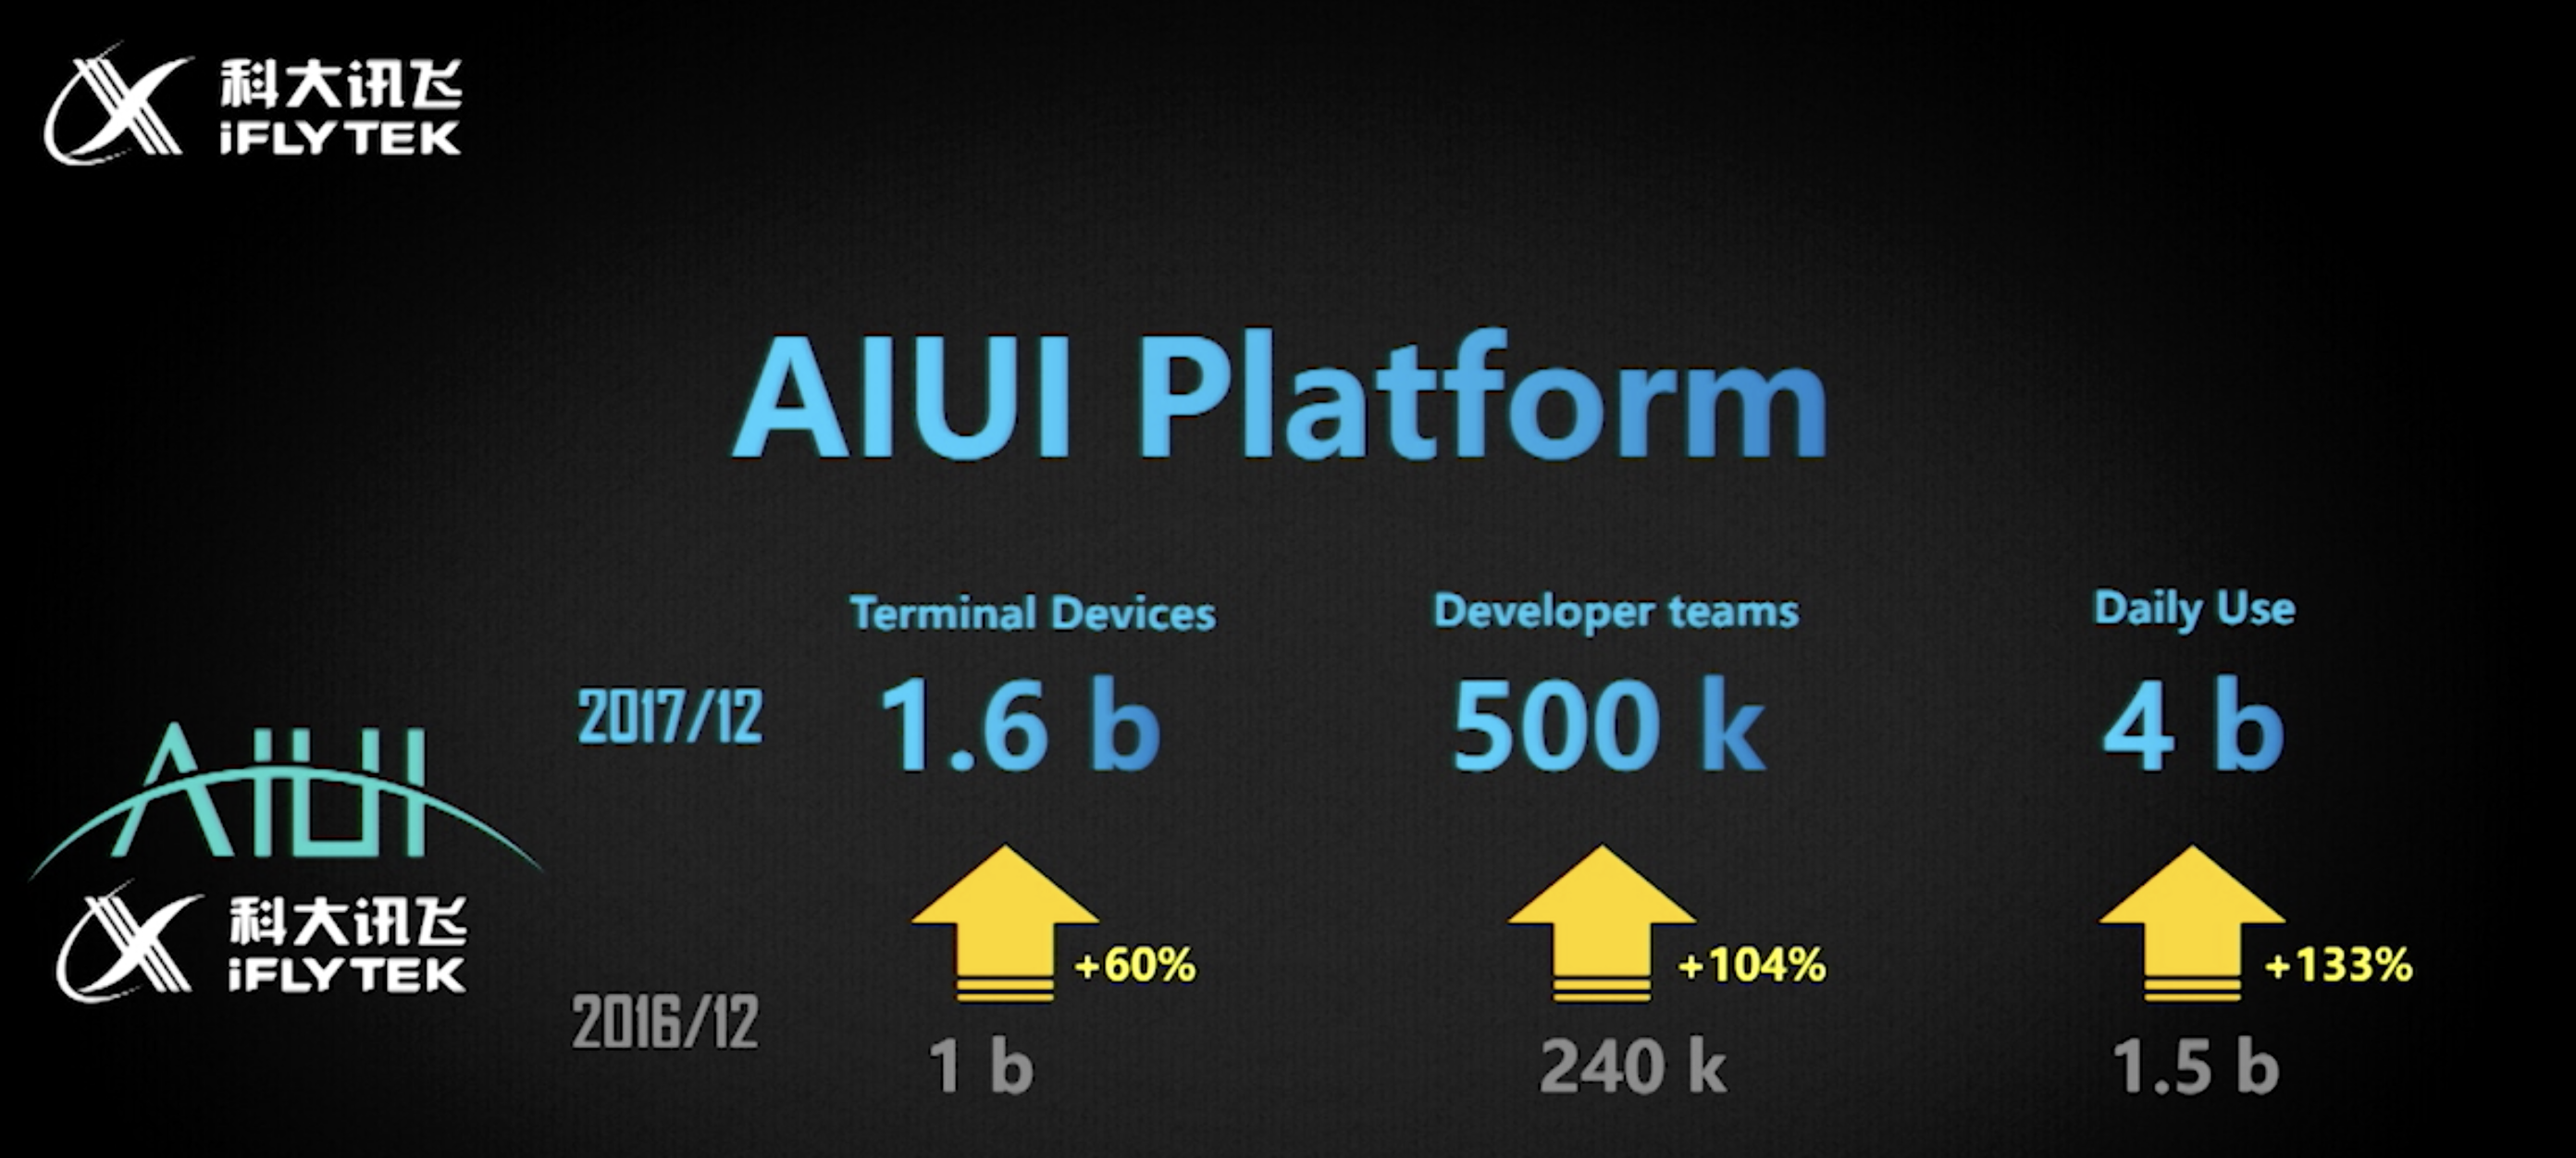 科大讯飞
iFLYTEK
AIUI Platform
Terminal Devices
Developer teams
Daily Use
2017/12
1.6 b
500 k
4 b
AIUI
科大讯飞
iFLYTEK
+60%
+104%
+133%
2016/12
1 b
240 k
1.5 b